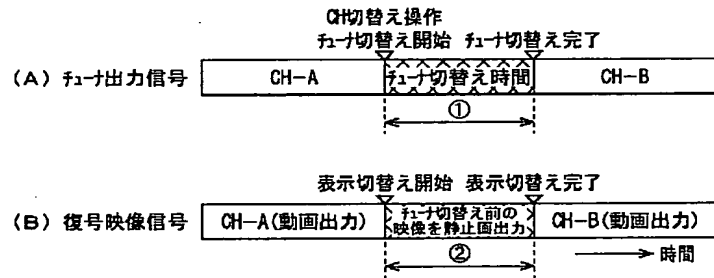 CH切替え操作
ﾁｭｰﾅ切替え開始 ﾁｭｰﾅ切替え完了
(A) ﾁｭｰﾅ出力信号 CH-A ﾁｭｰﾅ切替え時間 CH-B
①
表示切替え開始 表示切替え完了
(B) 復号映像信号 CH-A(動画出力) ﾁｭｰﾅ切替え前の
映像を静止画出力 CH-B(動画出力)
② 時間